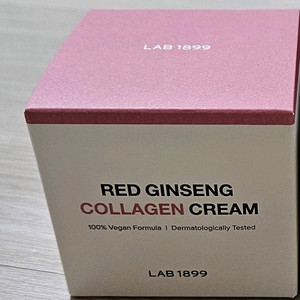 LAB 1899
RED GINSENG
COLLAGEN CREAM
100% Vegan Formula | Dermatologically Tested
LAB 1899